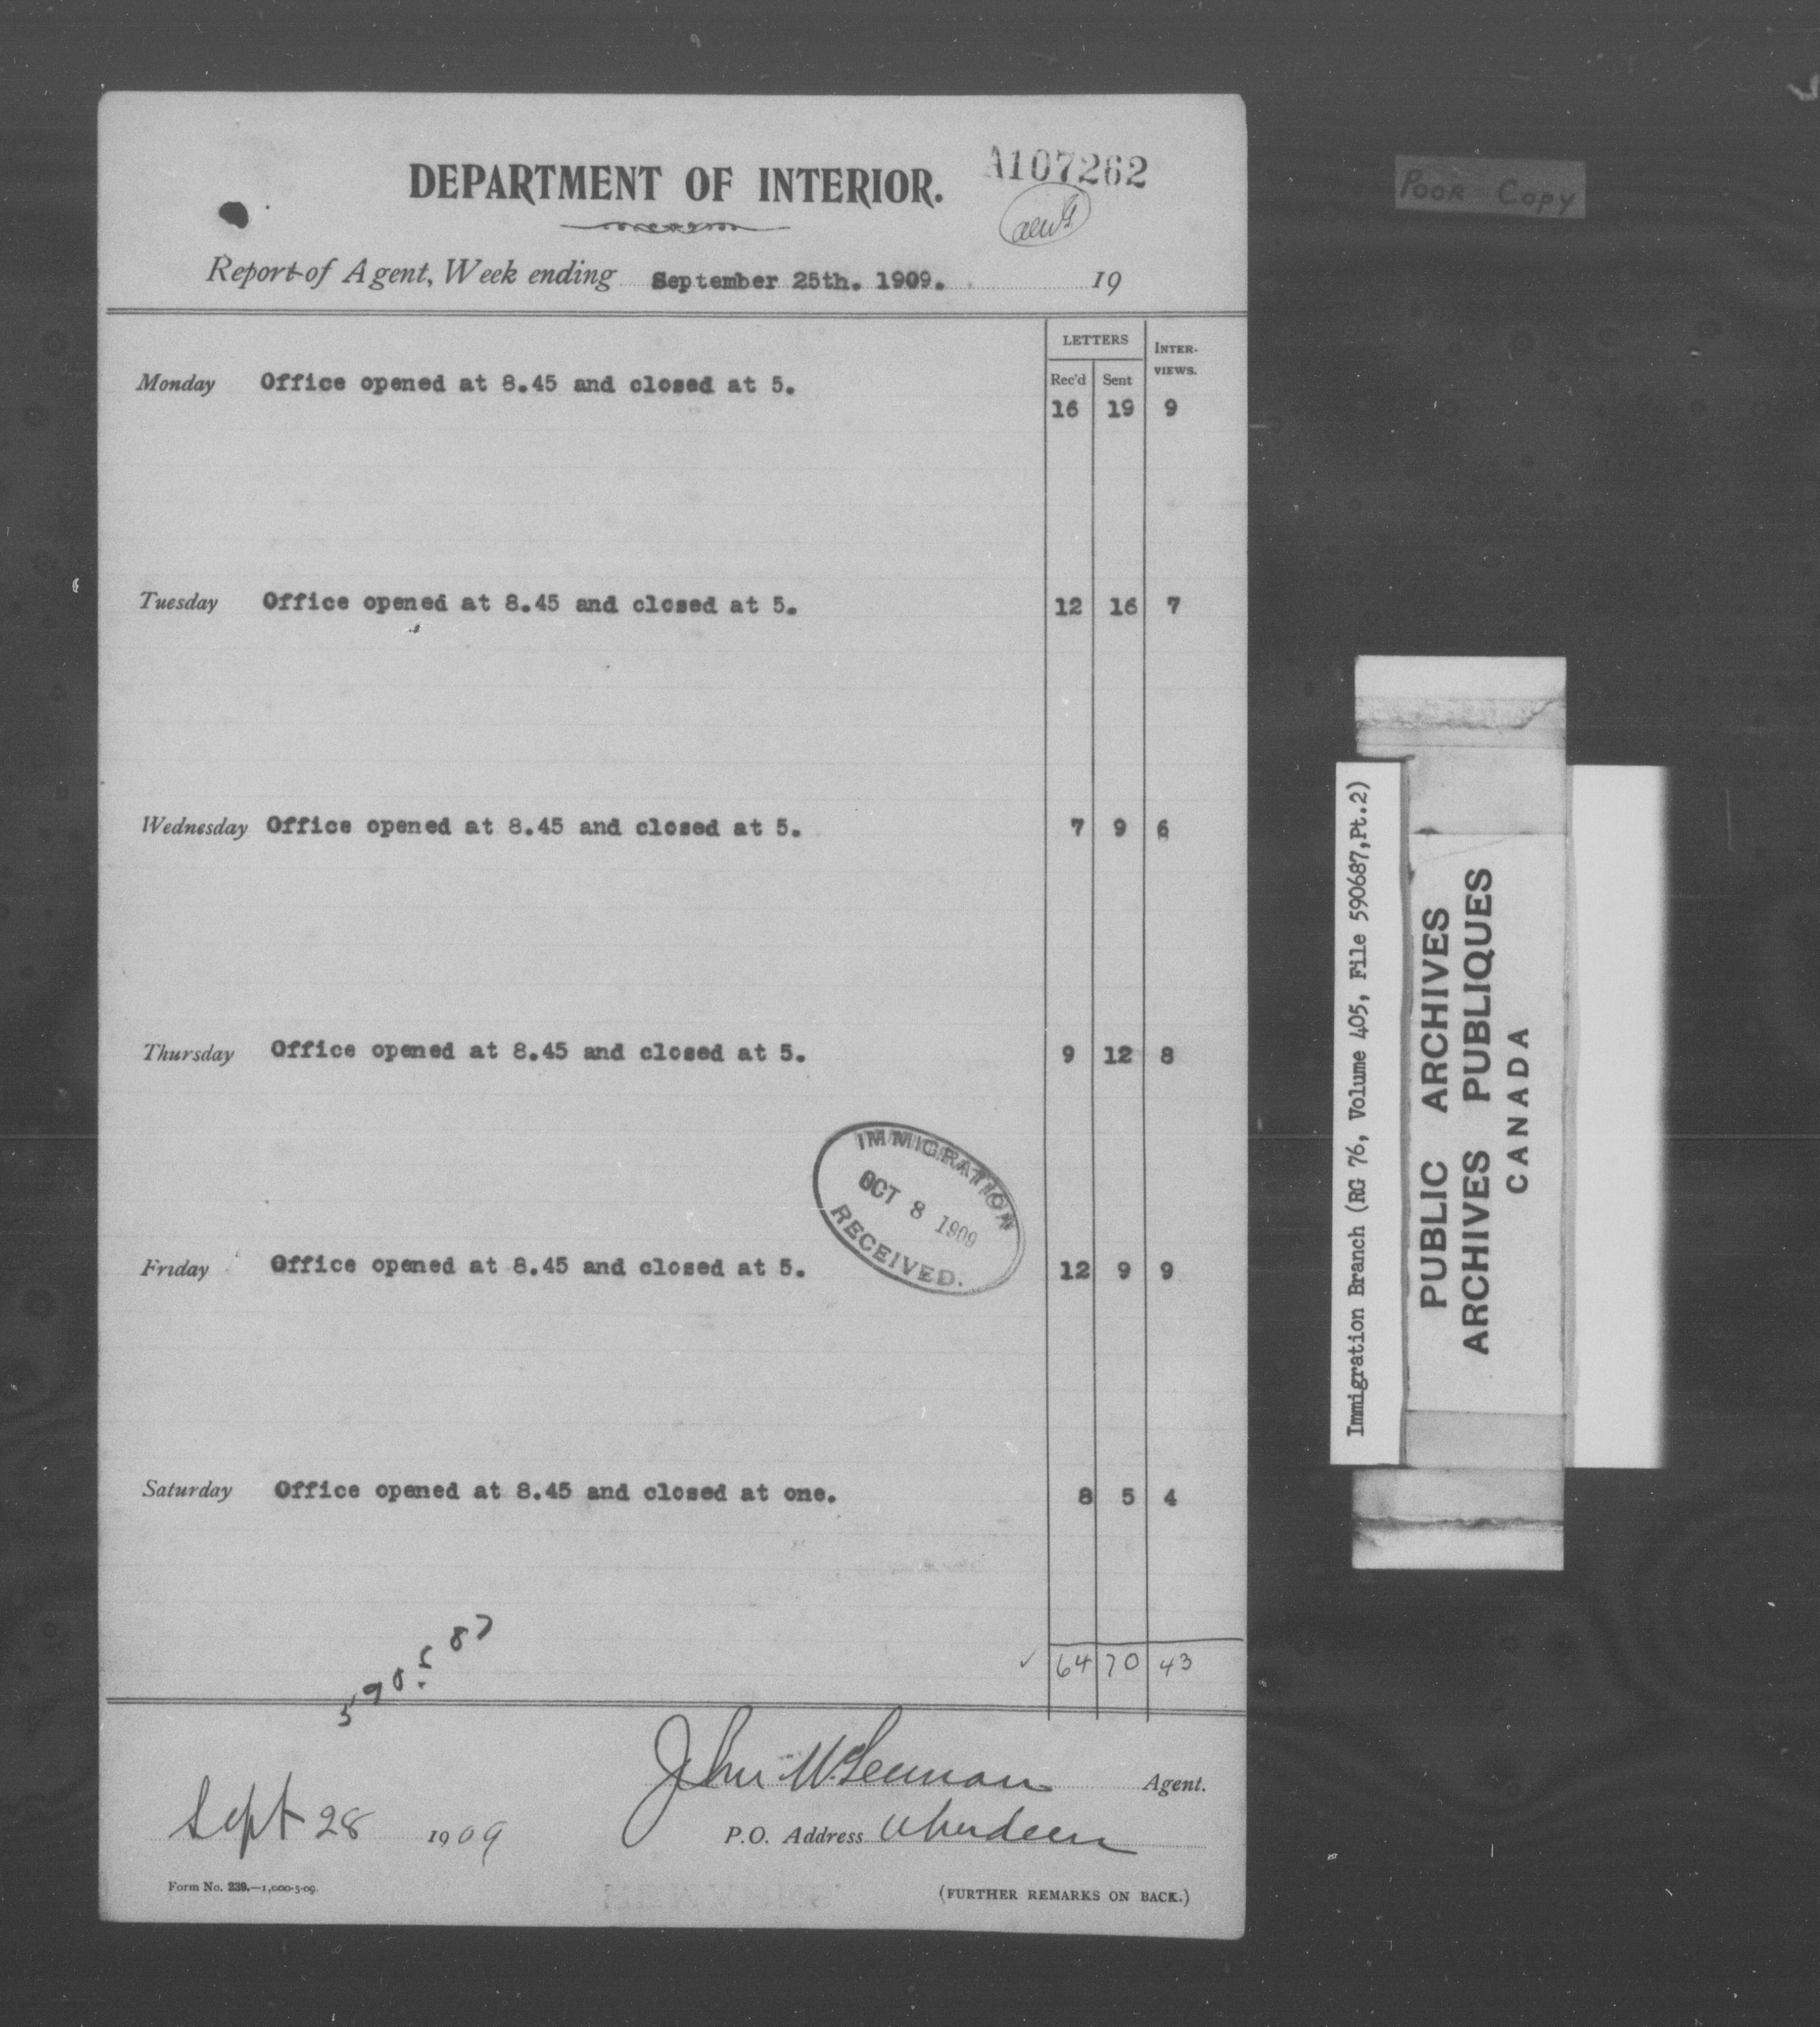 DEPARTMENT OF INTERIOR.
A107262
Report of Agent, Week ending September 25th. 1909. 19
LETTERS INTER-VIEWS.
Rec'd Sent
Monday Office opened at 8.45 and closed at 5. 16 19 9
Tuesday Office opened at 8.45 and closed at 5. 12 16 7
Wednesday Office opened at 8.45 and closed at 5. 7 9 6
Thursday Office opened at 8.45 and closed at 5. 9 12 8
IMMIGRATION
OCT 8 1909
RECEIVED.
Friday Office opened at 8.45 and closed at 5. 12 9 9
Saturday Office opened at 8.45 and closed at one. 8 5 4
64 70 43
John Agent.
Sept 28 1909 P.O. Address Aberdeen
Form No. 239.—1,000-5-09.
(FURTHER REMARKS ON BACK.)
POOR COPY
Immigration Branch (RG 76, Volume 405, File 590687,Pt.2)
PUBLIC ARCHIVES
ARCHIVES PUBLIQUES
CANADA